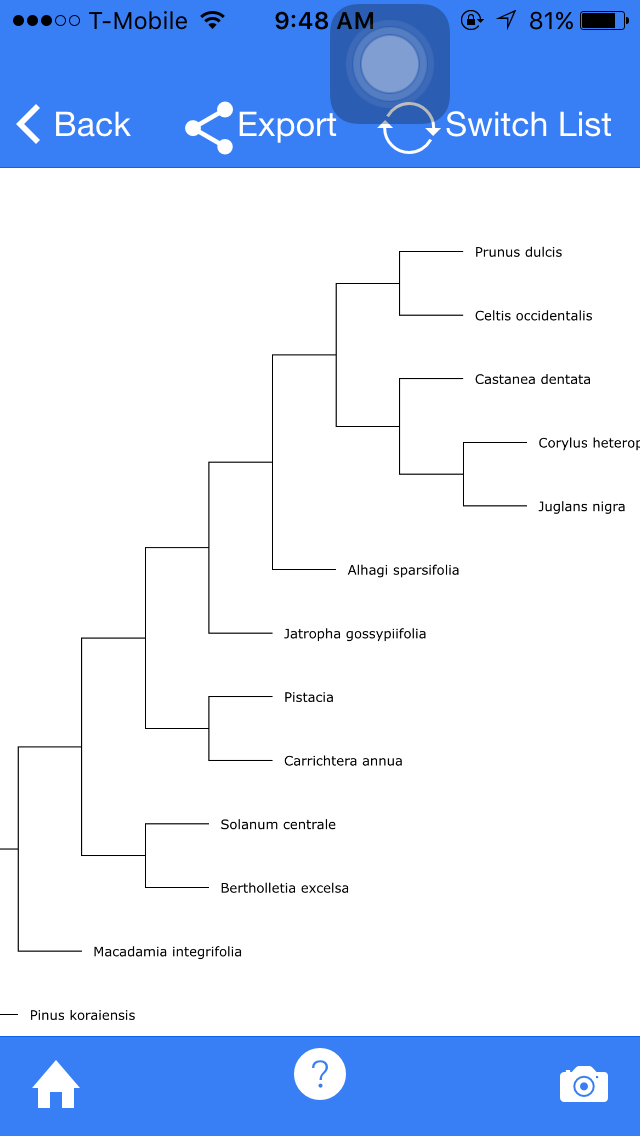 T-Mobile 9:48 AM 81%
Back Export Switch List
Prunus dulcis
Celtis occidentalis
Castanea dentata
Corylus heterop
Juglans nigra
Alhagi sparsifolia
Jatropha gossypiifolia
Pistacia
Carrichtera annua
Solanum centrale
Bertholletia excelsa
Macadamia integrifolia
Pinus koraiensis
?